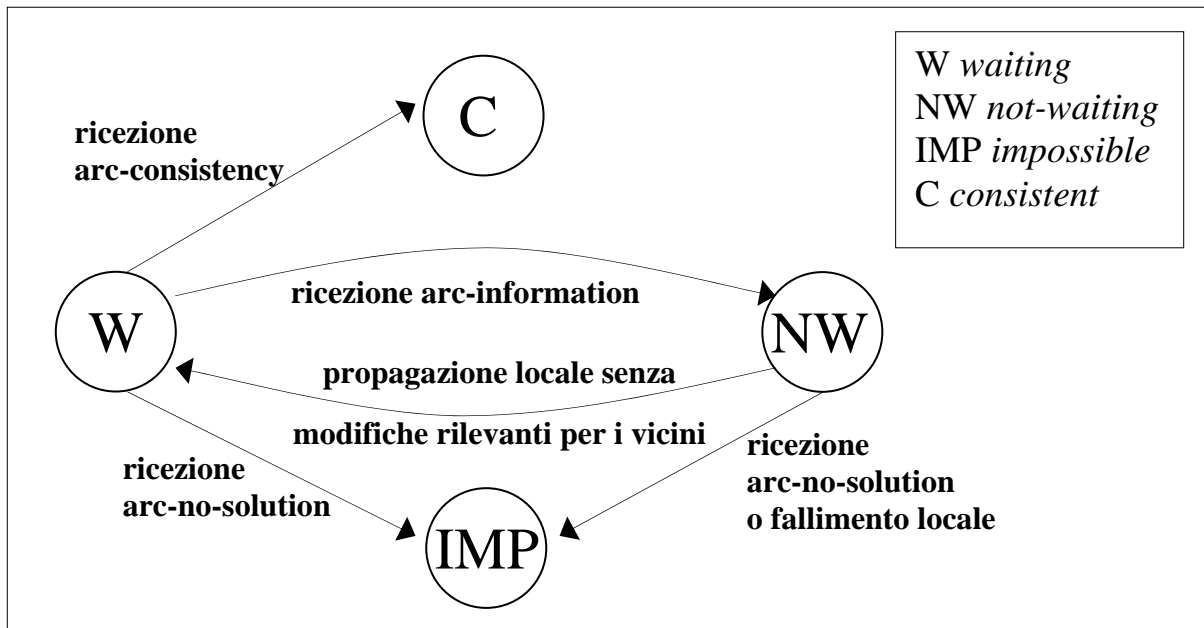 W waiting
NW not-waiting
IMP impossible
C consistent
C
ricezione
arc-consistency
ricezione arc-information
W
NW
propagazione locale senza
modifiche rilevanti per i vicini
ricezione
arc-no-solution
ricezione
arc-no-solution
o fallimento locale
IMP